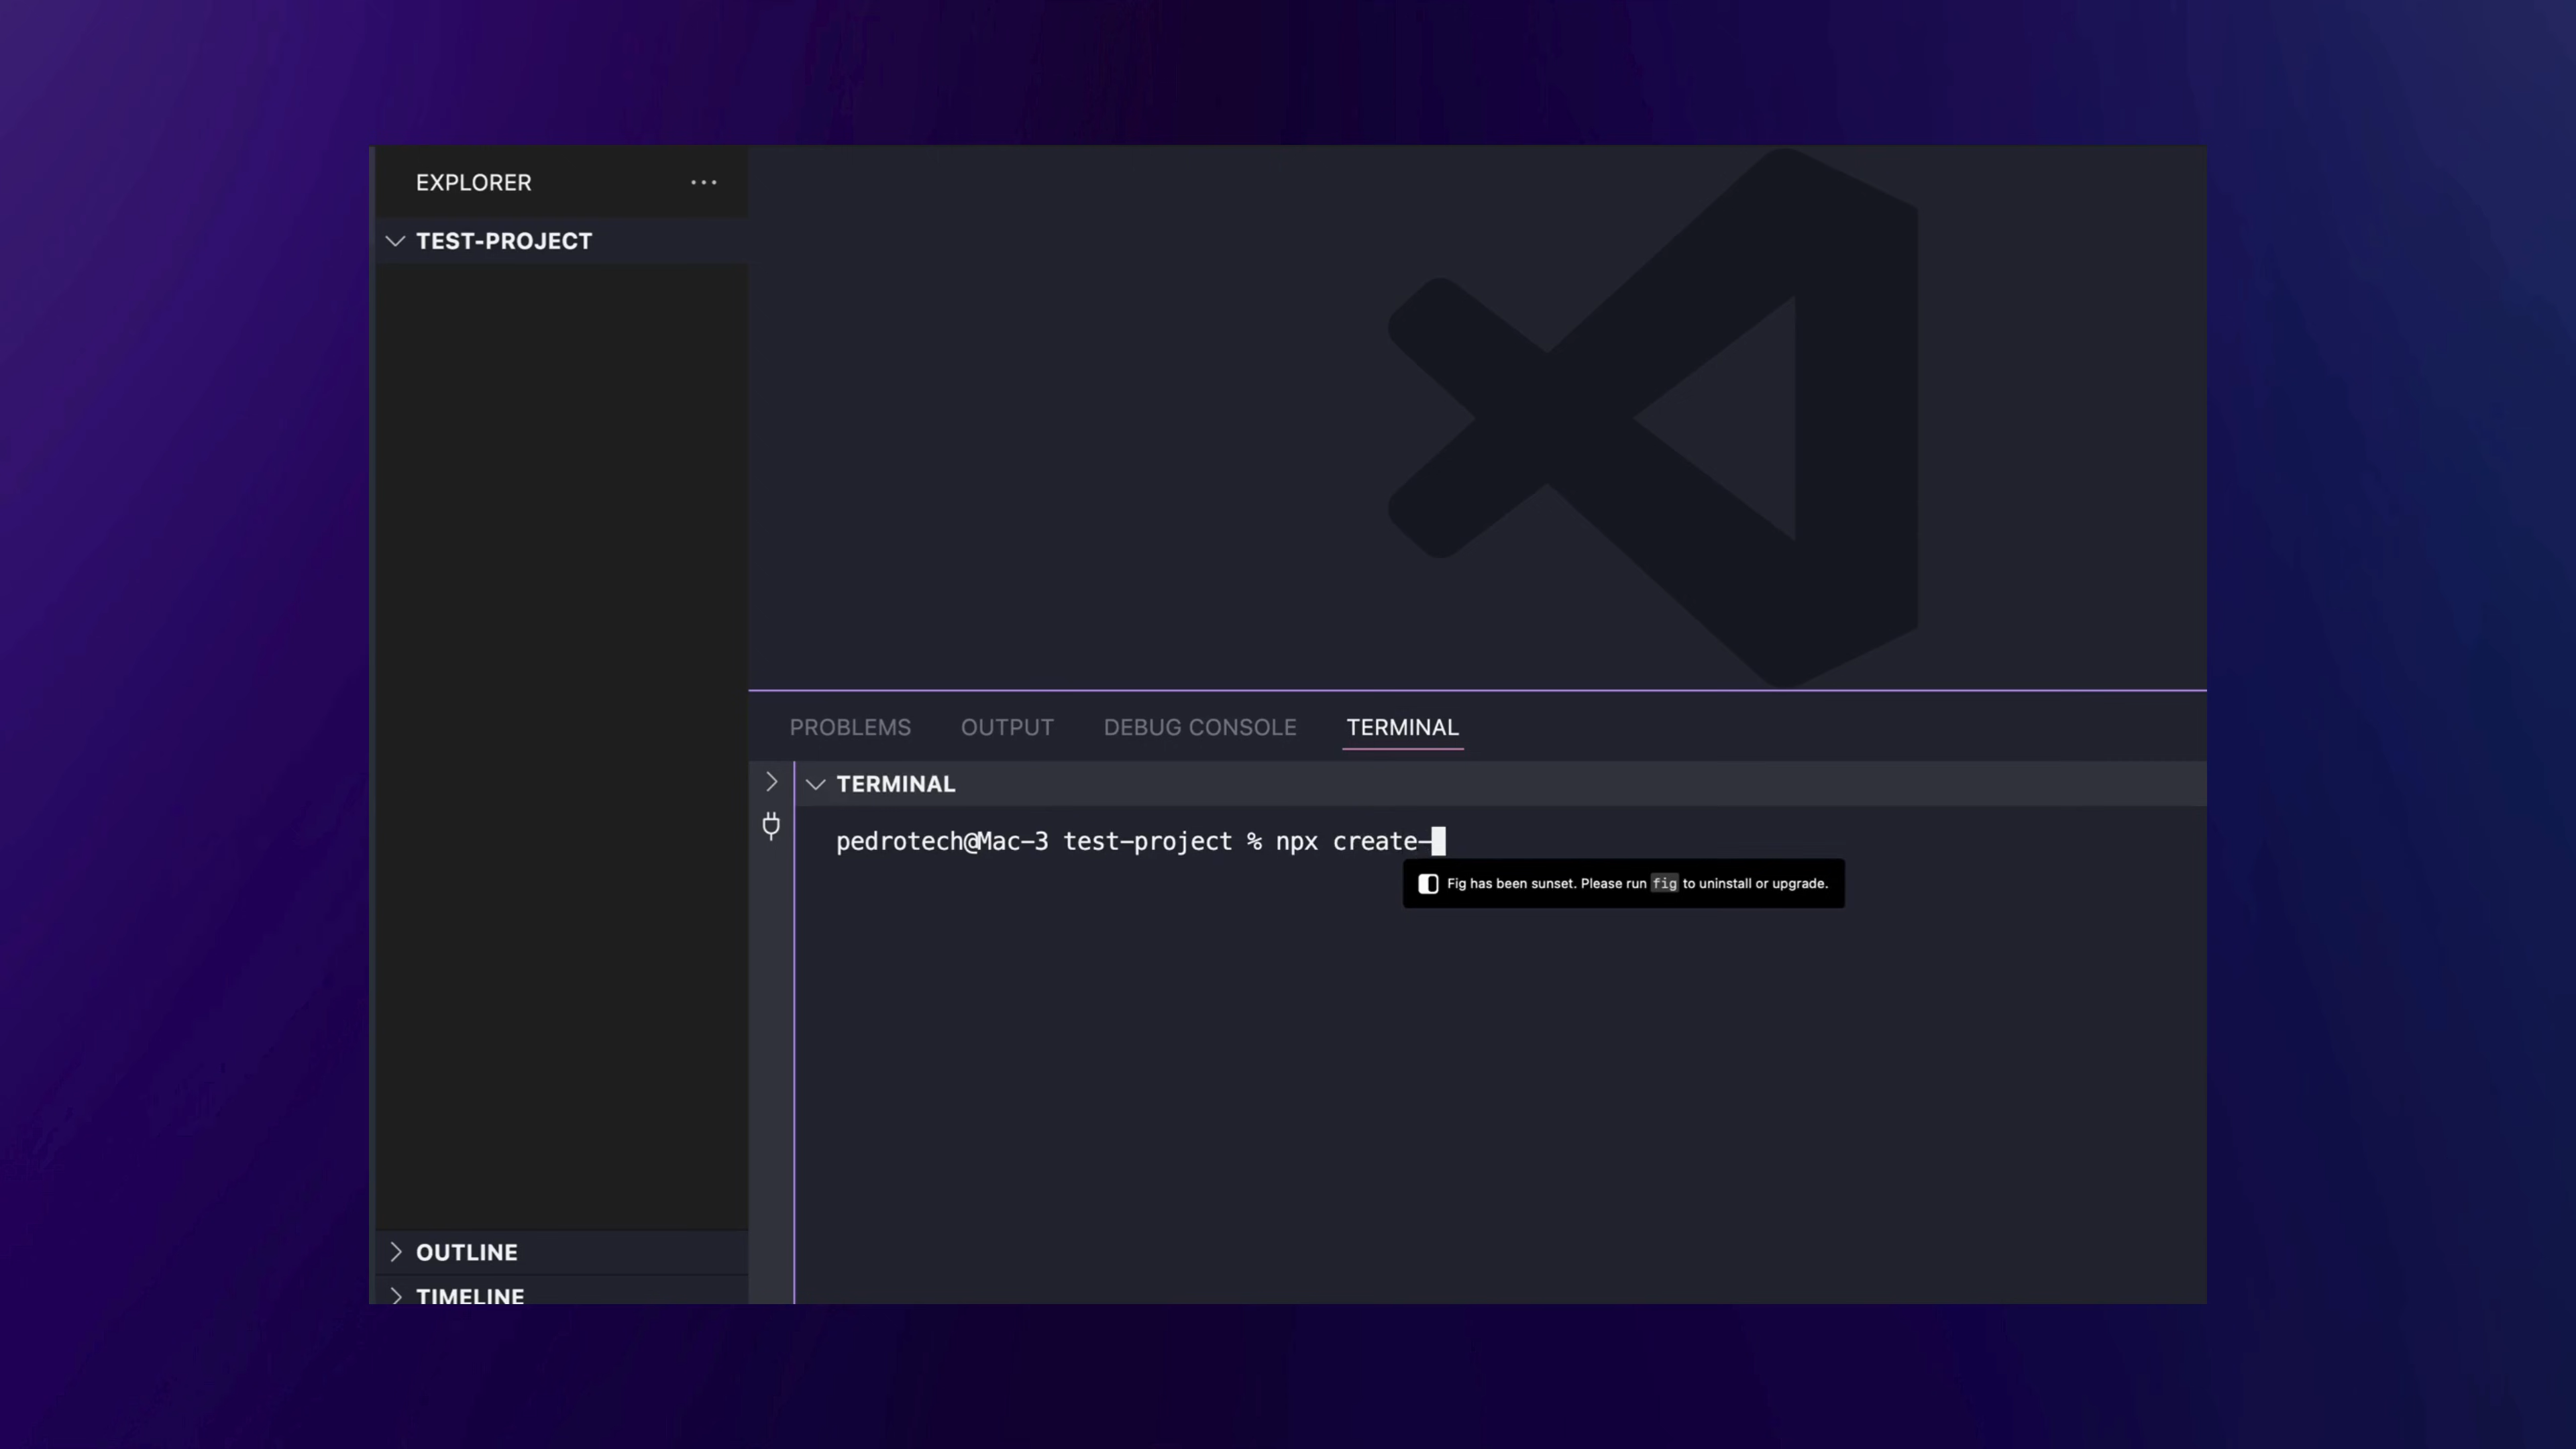 EXPLORER
TEST-PROJECT
OUTLINE
TIMELINE
PROBLEMS OUTPUT DEBUG CONSOLE TERMINAL
TERMINAL
pedrotech@Mac-3 test-project % npx create-
Fig has been sunset. Please run fig to uninstall or upgrade.